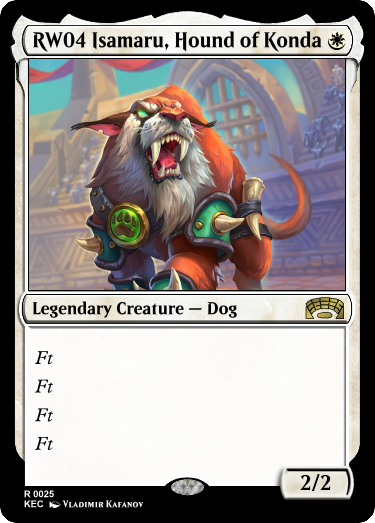 RW04 Isamaru, Hound of Konda
Legendary Creature — Dog
Ft
Ft
Ft
Ft
2/2
R 0025
KEC Vladimir Kafanov